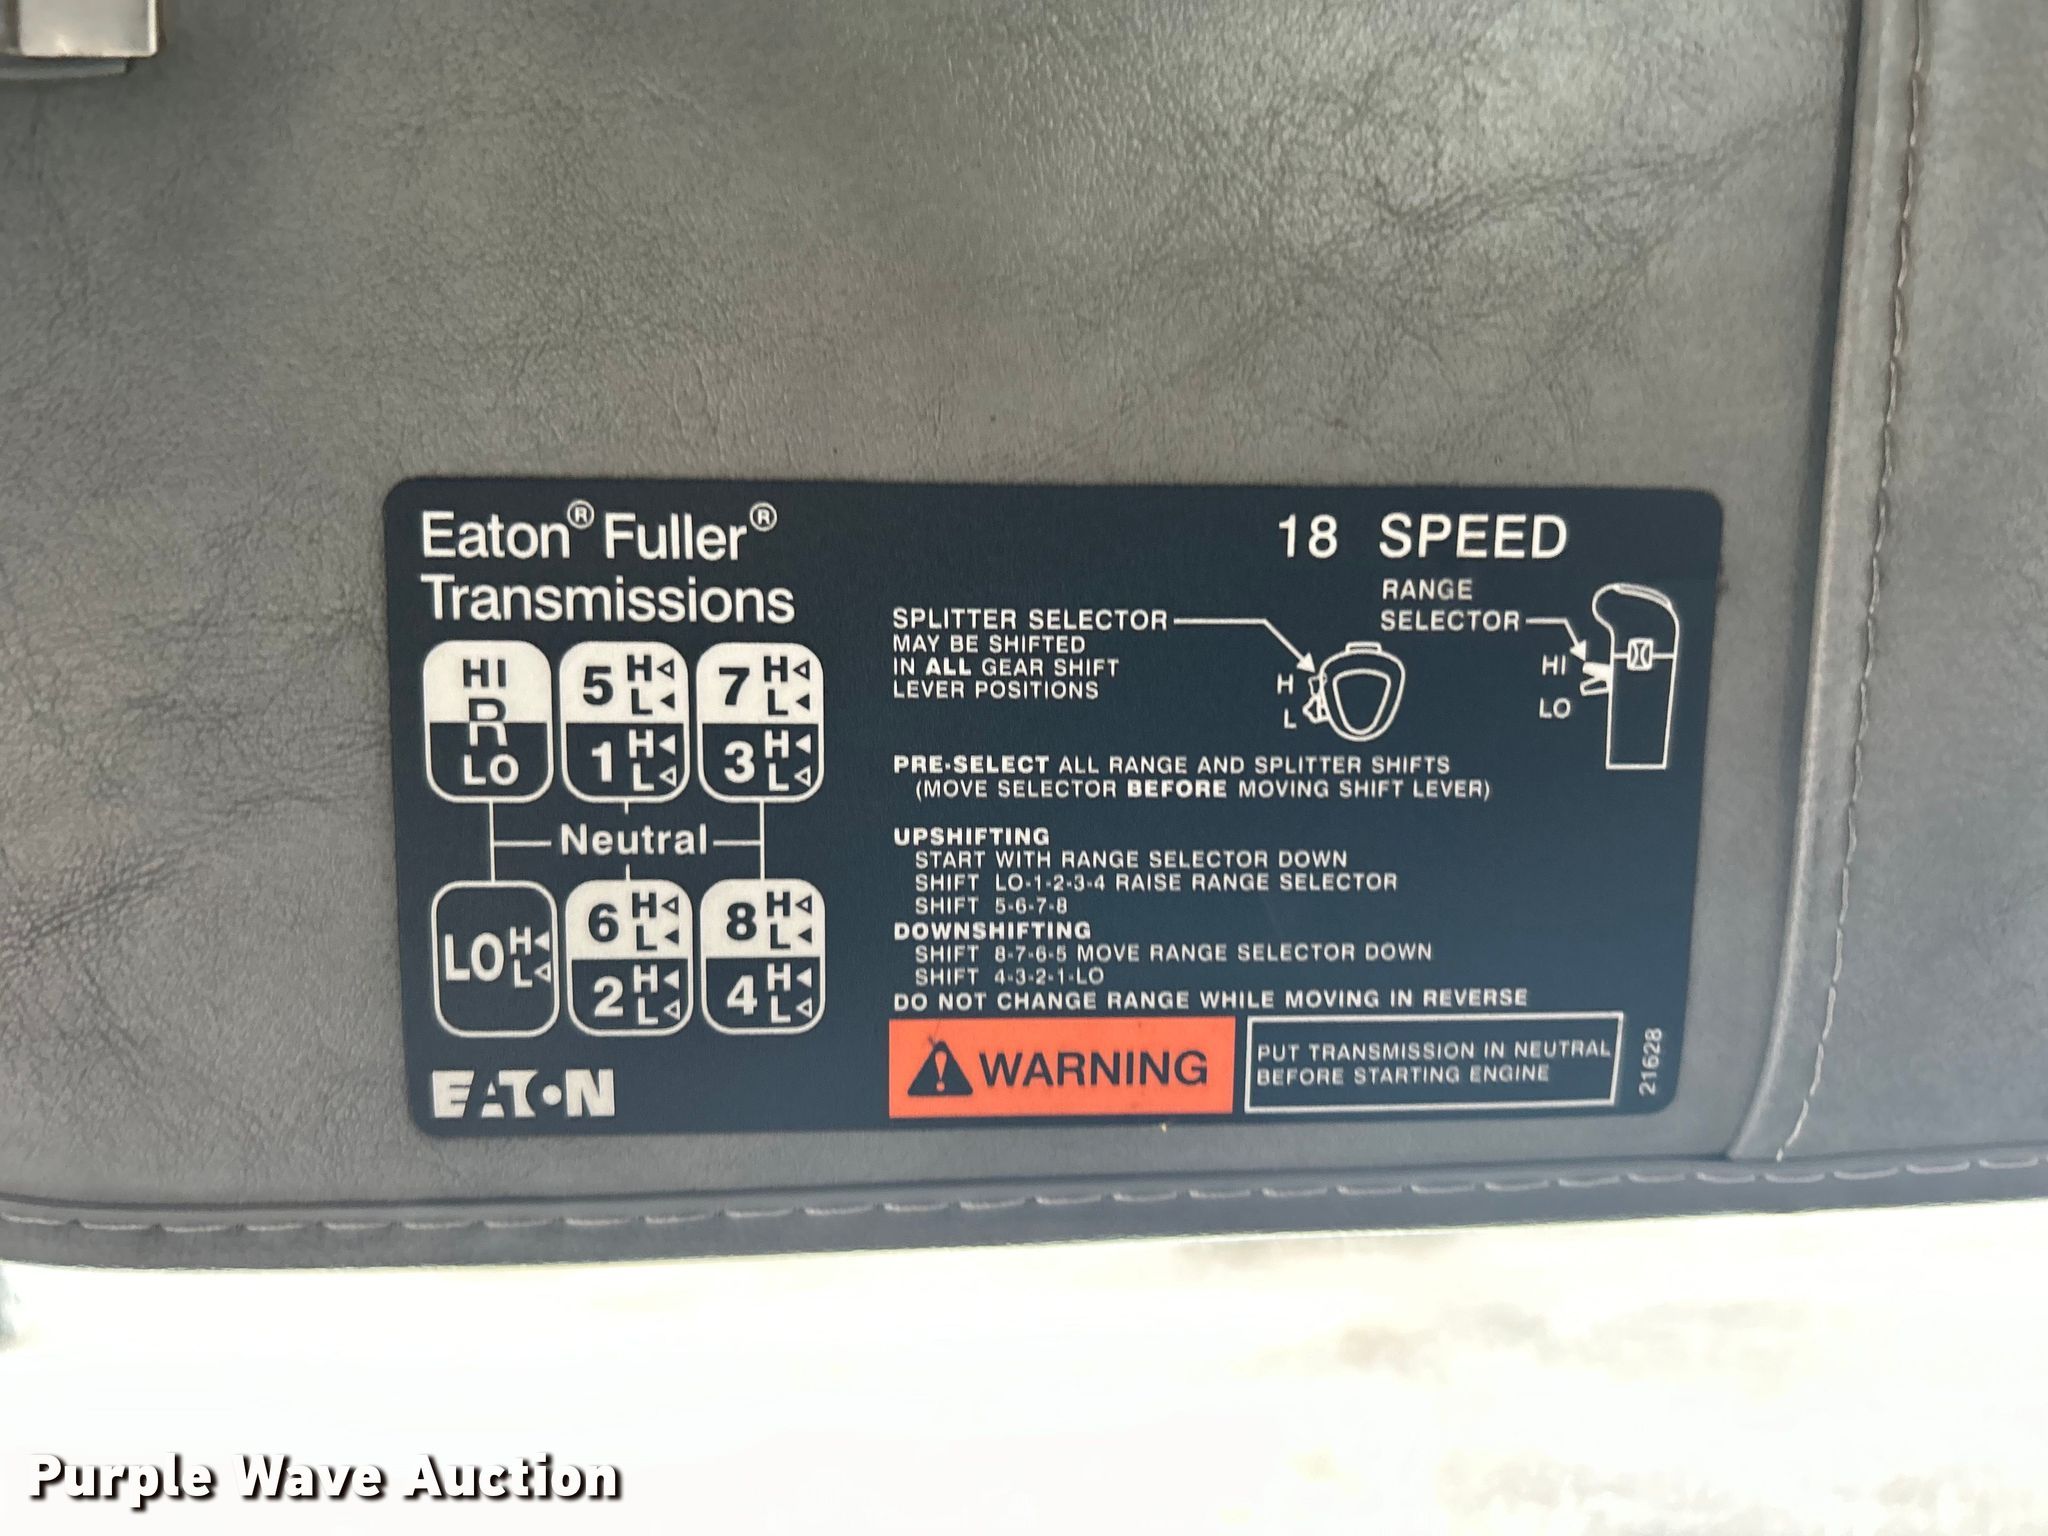 Eaton® Fuller®
Transmissions
18 SPEED
HI
R
LO
5 H
L
1 H
L
7 H
L
3 H
L
Neutral
LO H
L
6 H
L
2 H
L
8 H
L
4 H
L
EATON
SPLITTER SELECTOR
MAY BE SHIFTED
IN ALL GEAR SHIFT
LEVER POSITIONS
H
L
RANGE
SELECTOR
HI
LO
PRE-SELECT ALL RANGE AND SPLITTER SHIFTS
(MOVE SELECTOR BEFORE MOVING SHIFT LEVER)
UPSHIFTING
START WITH RANGE SELECTOR DOWN
SHIFT LO-1-2-3-4 RAISE RANGE SELECTOR
SHIFT 5-6-7-8
DOWNSHIFTING
SHIFT 8-7-6-5 MOVE RANGE SELECTOR DOWN
SHIFT 4-3-2-1-LO
DO NOT CHANGE RANGE WHILE MOVING IN REVERSE
WARNING
PUT TRANSMISSION IN NEUTRAL
BEFORE STARTING ENGINE
21628
Purple Wave Auction